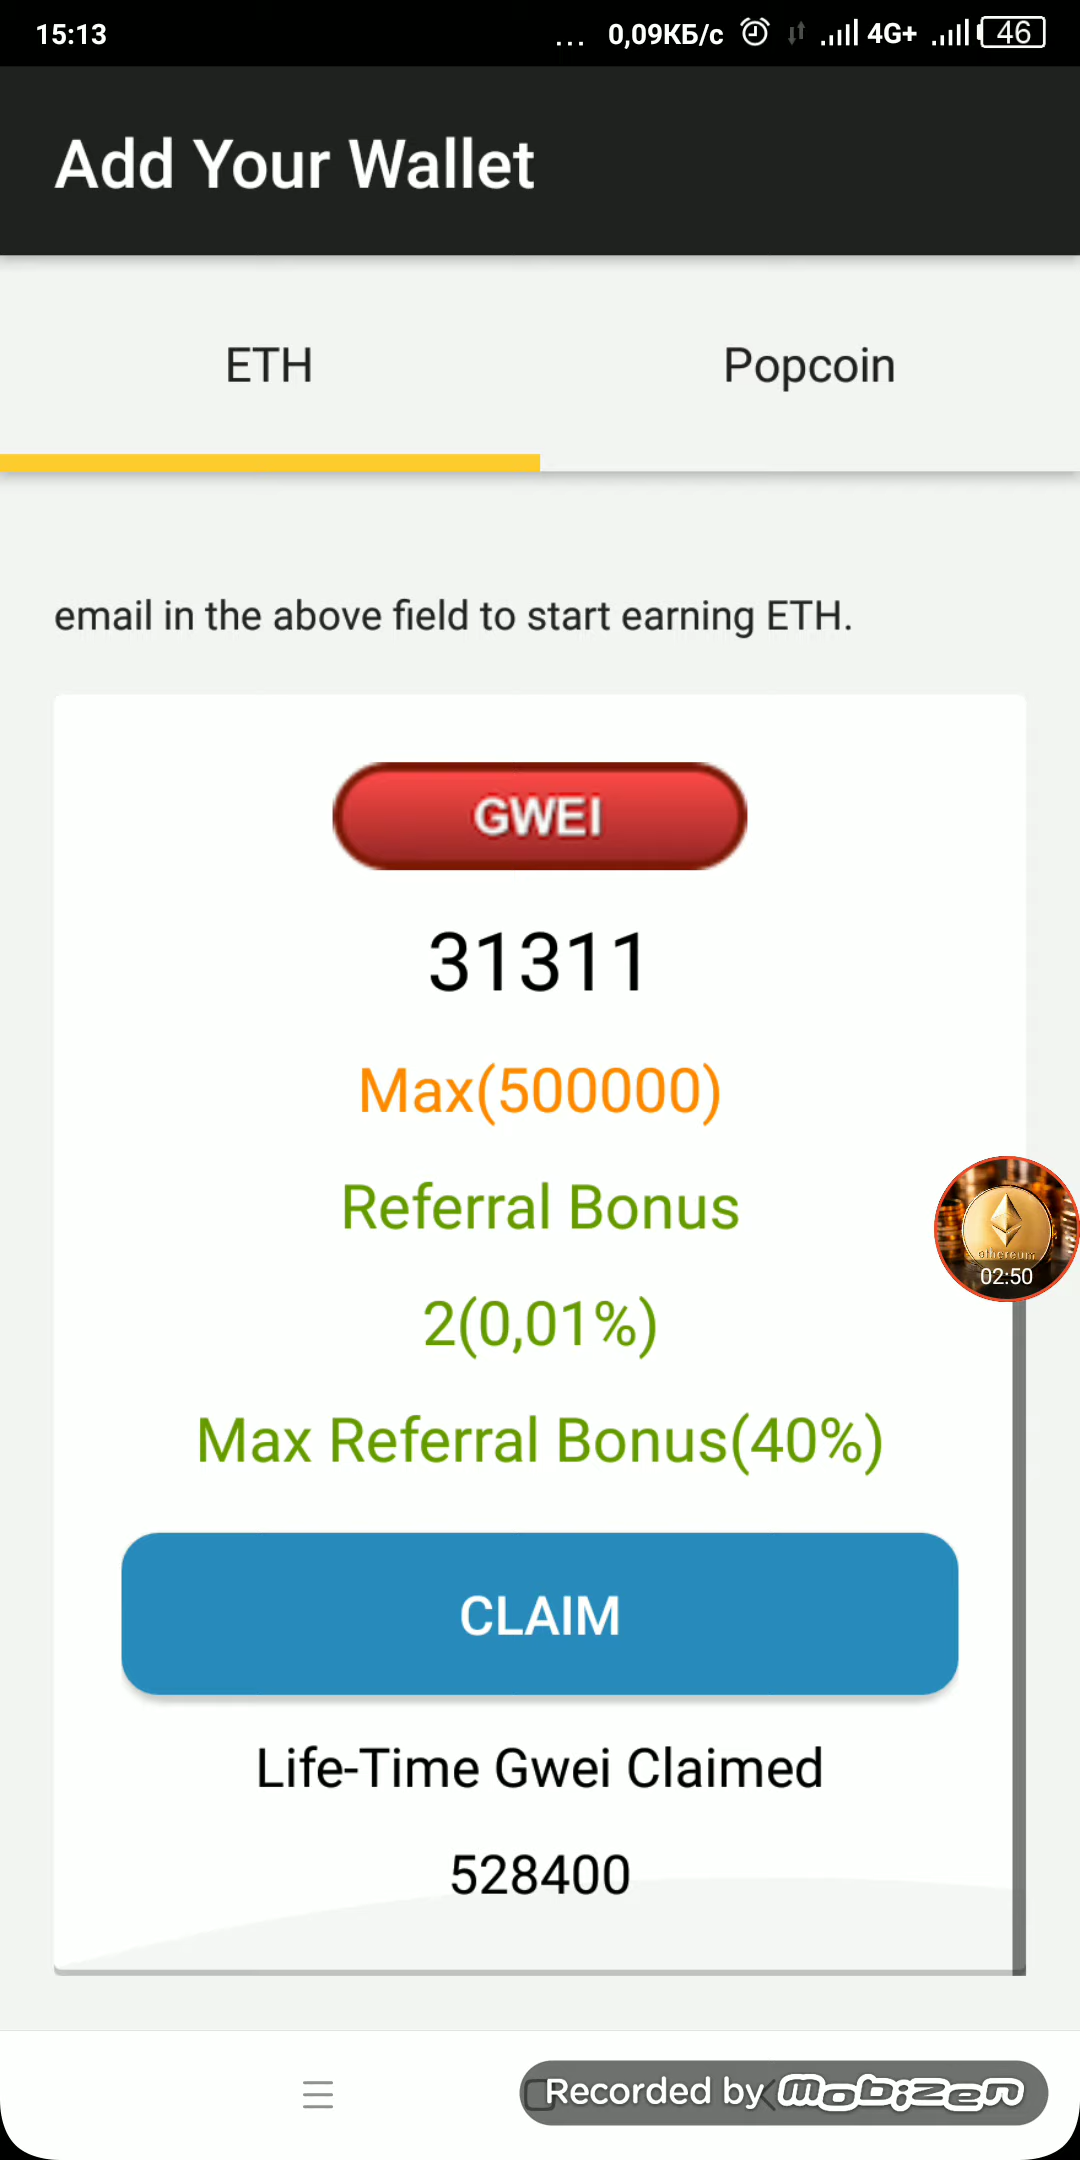 15:13
... 0,09КБ/с 4G+ 46
Add Your Wallet
ETH Popcoin
email in the above field to start earning ETH.
GWEI
31311
Max(500000)
Referral Bonus
ethereum
02:50
2(0,01%)
Max Referral Bonus(40%)
CLAIM
Life-Time Gwei Claimed
528400
Recorded by mobizen